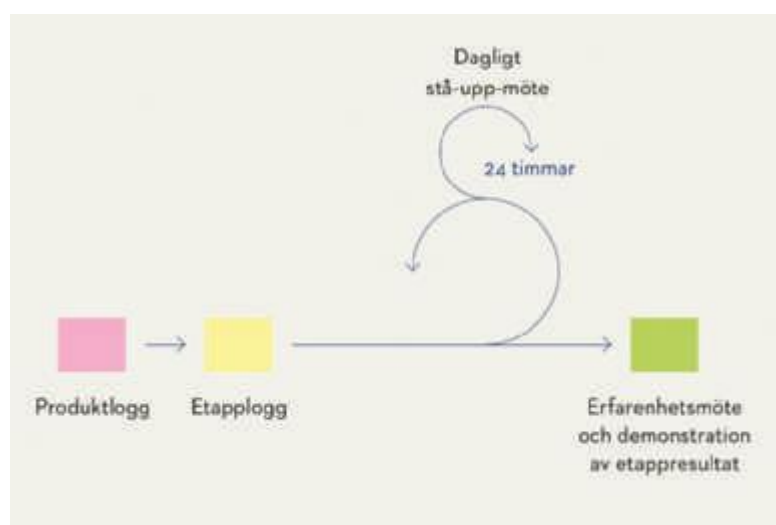 Dagligt
stå-upp-möte
24 timmar
Produktlogg
Etapplogg
Erfarenhetsmöte
och demonstration
av etappresultat